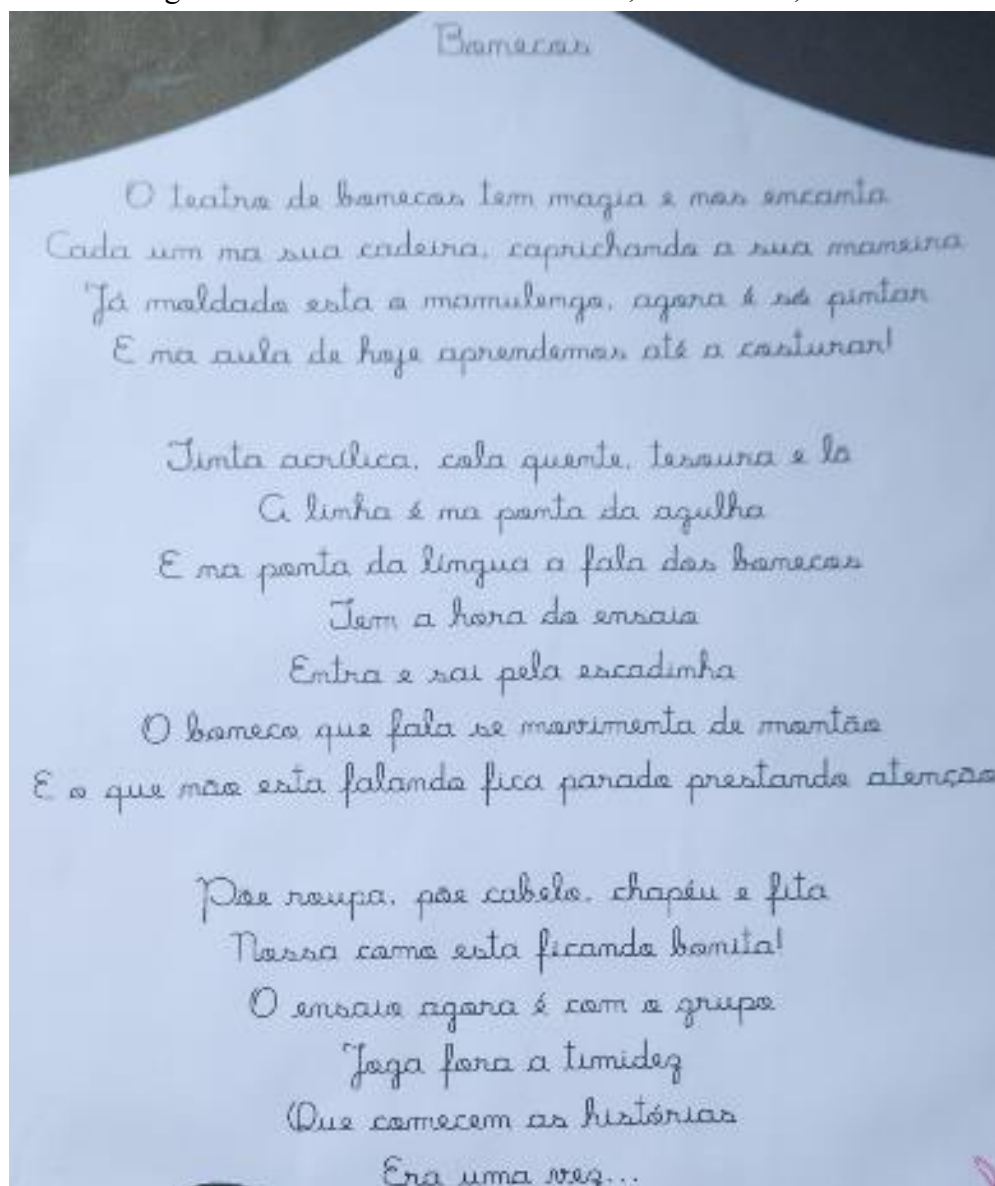 Bonecos
O teatro de bonecos tem magia e nos encanta
Cada um na sua cadeira, caprichando a sua maneira
Já moldado esta o mamulengo, agora é só pintar
E na aula de hoje aprendemos até a costurar!
Tinta acrílica, cola quente, tesoura e lã
A linha é na ponta da agulha
E na ponta da língua a fala dos bonecos
Tem a hora do ensaio
Entra e sai pela escadinha
O boneco que fala se movimenta de montão
E o que não esta falando fica parado prestando atenção
Põe roupa, põe cabelo, chapéu e fita
Nossa como esta ficando bonita!
O ensaio agora é com o grupo
Joga fora a timidez
Que comecem as histórias
Era uma vez...